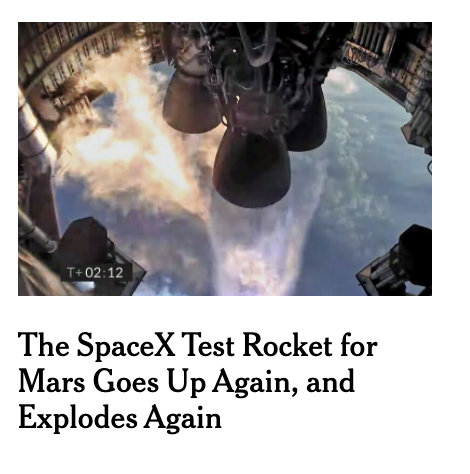 T+ 02:12
The SpaceX Test Rocket for
Mars Goes Up Again, and
Explodes Again